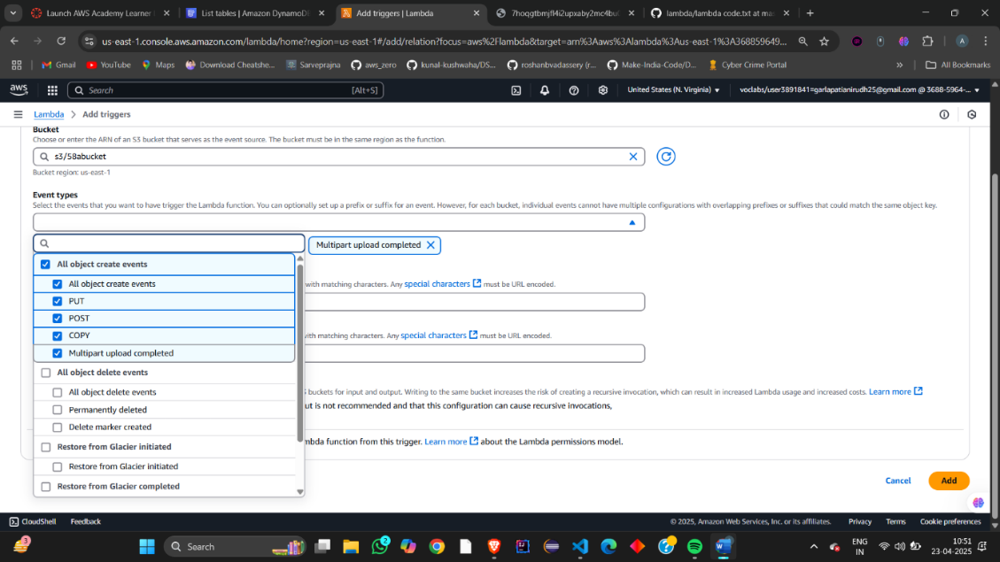 Launch AWS Academy Learner
List tables | Amazon DynamoD
Add triggers | Lambda
7hoqgtbmjfl4i2upxaby2mc4bu
lambda/lambda code.txt at ma
us-east-1.console.aws.amazon.com/lambda/home?region=us-east-1#/add/relation?focus=aws%2Flambda&target=arn%3Aaws%3Alambda%3Aus-east-1%3A3688859649...
Gmail
YouTube
Maps
Download Cheatshe...
Sarveprajna
aws_zero
kunal-kushwaha/DS...
roshanbvadassery (r...
Make-India-Code/D...
Cyber Crime Portal
All Bookmarks
aws
Search
[Alt+S]
United States (N. Virginia)
voclabs/user3891841=garlapatianirudh25@gmail.com @ 3688-5964-...
Lambda
Add triggers
Bucket
Choose or enter the ARN of an S3 bucket that serves as the event source. The bucket must be in the same region as the function.
s3/58abucket
Bucket region: us-east-1
Event types
Select the events that you want to have trigger the Lambda function. You can optionally set up a prefix or suffix for an event. However, for each bucket, individual events cannot have multiple configurations with overlapping prefixes or suffixes that could match the same object key.
Multipart upload completed
All object create events
All object create events
with matching characters. Any special characters must be URL encoded.
PUT
POST
COPY
with matching characters. Any special characters must be URL encoded.
Multipart upload completed
All object delete events
All object delete events
S buckets for input and output. Writing to the same bucket increases the risk of creating a recursive invocation, which can result in increased Lambda usage and increased costs. Learn more
ut is not recommended and that this configuration can cause recursive invocations,
Permanently deleted
Delete marker created
mbda function from this trigger. Learn more about the Lambda permissions model.
Restore from Glacier initiated
Restore from Glacier initiated
Restore from Glacier completed
Cancel
Add
CloudShell
Feedback
© 2025, Amazon Web Services, Inc. or its affiliates.
Privacy
Terms
Cookie preferences
3
Search
2
ENG
IN
10:51
23-04-2025